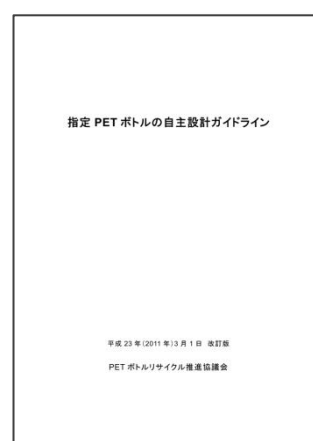 指定 PET ボトルの自主設計ガイドライン
平成 23 年(2011 年)3 月 1 日 改訂版
PET ボトルリサイクル推進協議会